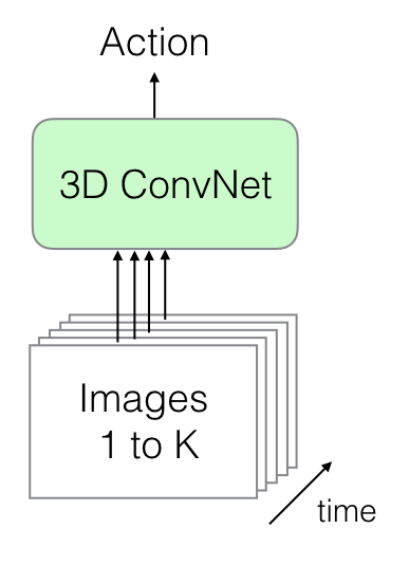 Action
3D ConvNet
Images
1 to K
time